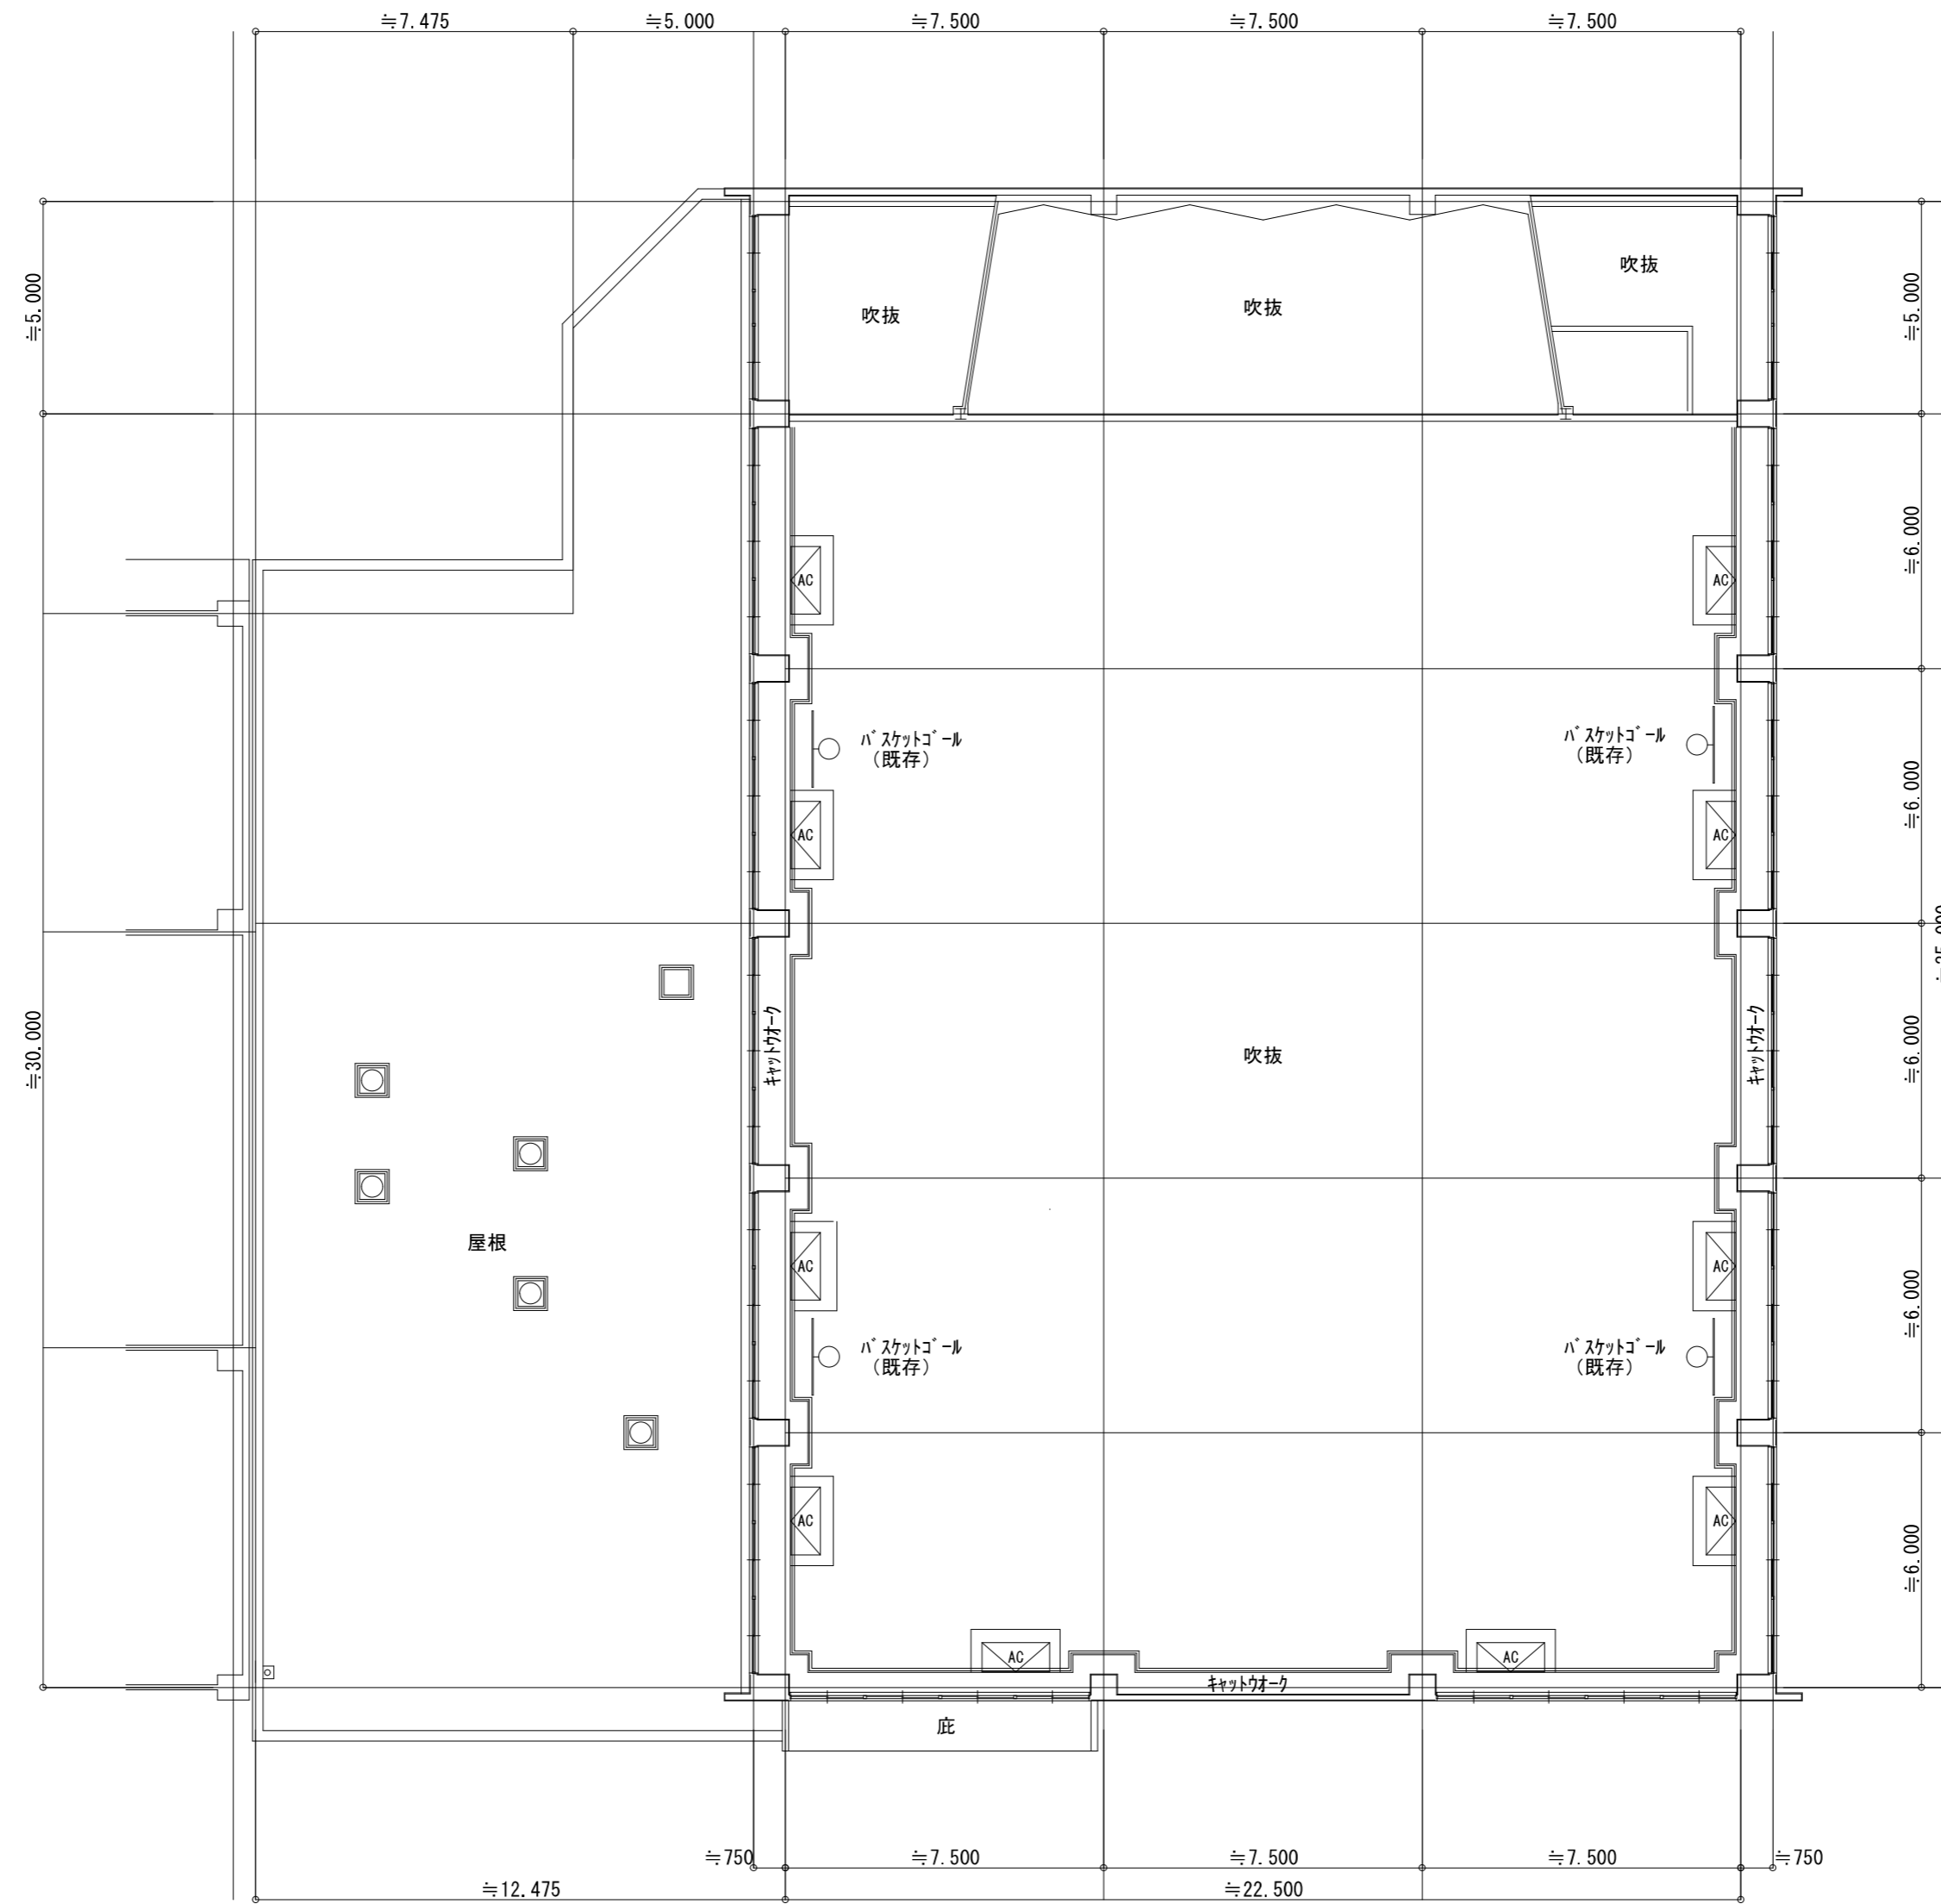 ≒7.475
≒5.000
≒7.500
≒7.500
≒7.500
≒5.000
≒30.000
吹抜
吹抜
吹抜
≒5.000
≒6.000
≒6.000
≒6.000
≒6.000
≒6.000
AC
AC
バスケットゴール
(既存)
バスケットゴール
(既存)
AC
AC
キャットウオーク
吹抜
キャットウオーク
屋根
AC
AC
バスケットゴール
(既存)
バスケットゴール
(既存)
AC
AC
AC
AC
キャットウオーク
庇
≒750
≒7.500
≒7.500
≒7.500
≒750
≒12.475
≒22.500